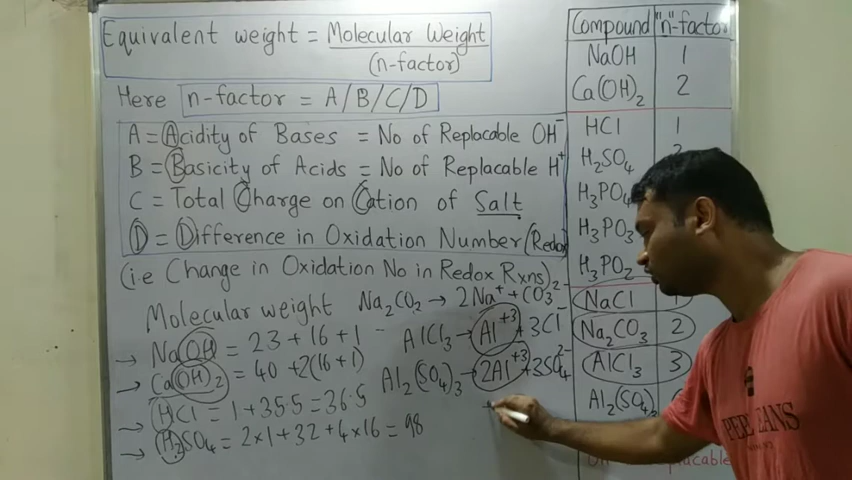 Equivalent weight = Molecular Weight
(n-factor)
Here n-factor = A/B/C/D
A = Acidity of Bases = No of Replacable OH⁻
B = Basicity of Acids = No of Replacable H⁺
C = Total Charge on Cation of Salt
D = Difference in Oxidation Number (Redox
(i.e Change in Oxidation No in Redox Rxns)
Molecular weight
NaOH = 23 + 16 + 1
Ca(OH)₂ = 40 + 2(16+1)
HCl = 1 + 35.5 = 36.5
H₂SO₄ = 2×1 + 32 + 4×16 = 98
Na₂CO₂ → 2Na⁺ + CO₃²⁻
AlCl₃ → Al⁺³ + 3Cl⁻
Al₂(SO₄)₃ → 2Al⁺³ + 3SO₄²⁻
Compound "n"-factor
NaOH 1
Ca(OH)₂ 2
HCl 1
H₂SO₄
H₃PO₄
H₃PO₃
H₃PO₂
NaCl
Na₂CO₃ 2
AlCl₃ 3
Al₂(SO₄)
Replacable
PEPE JEANS